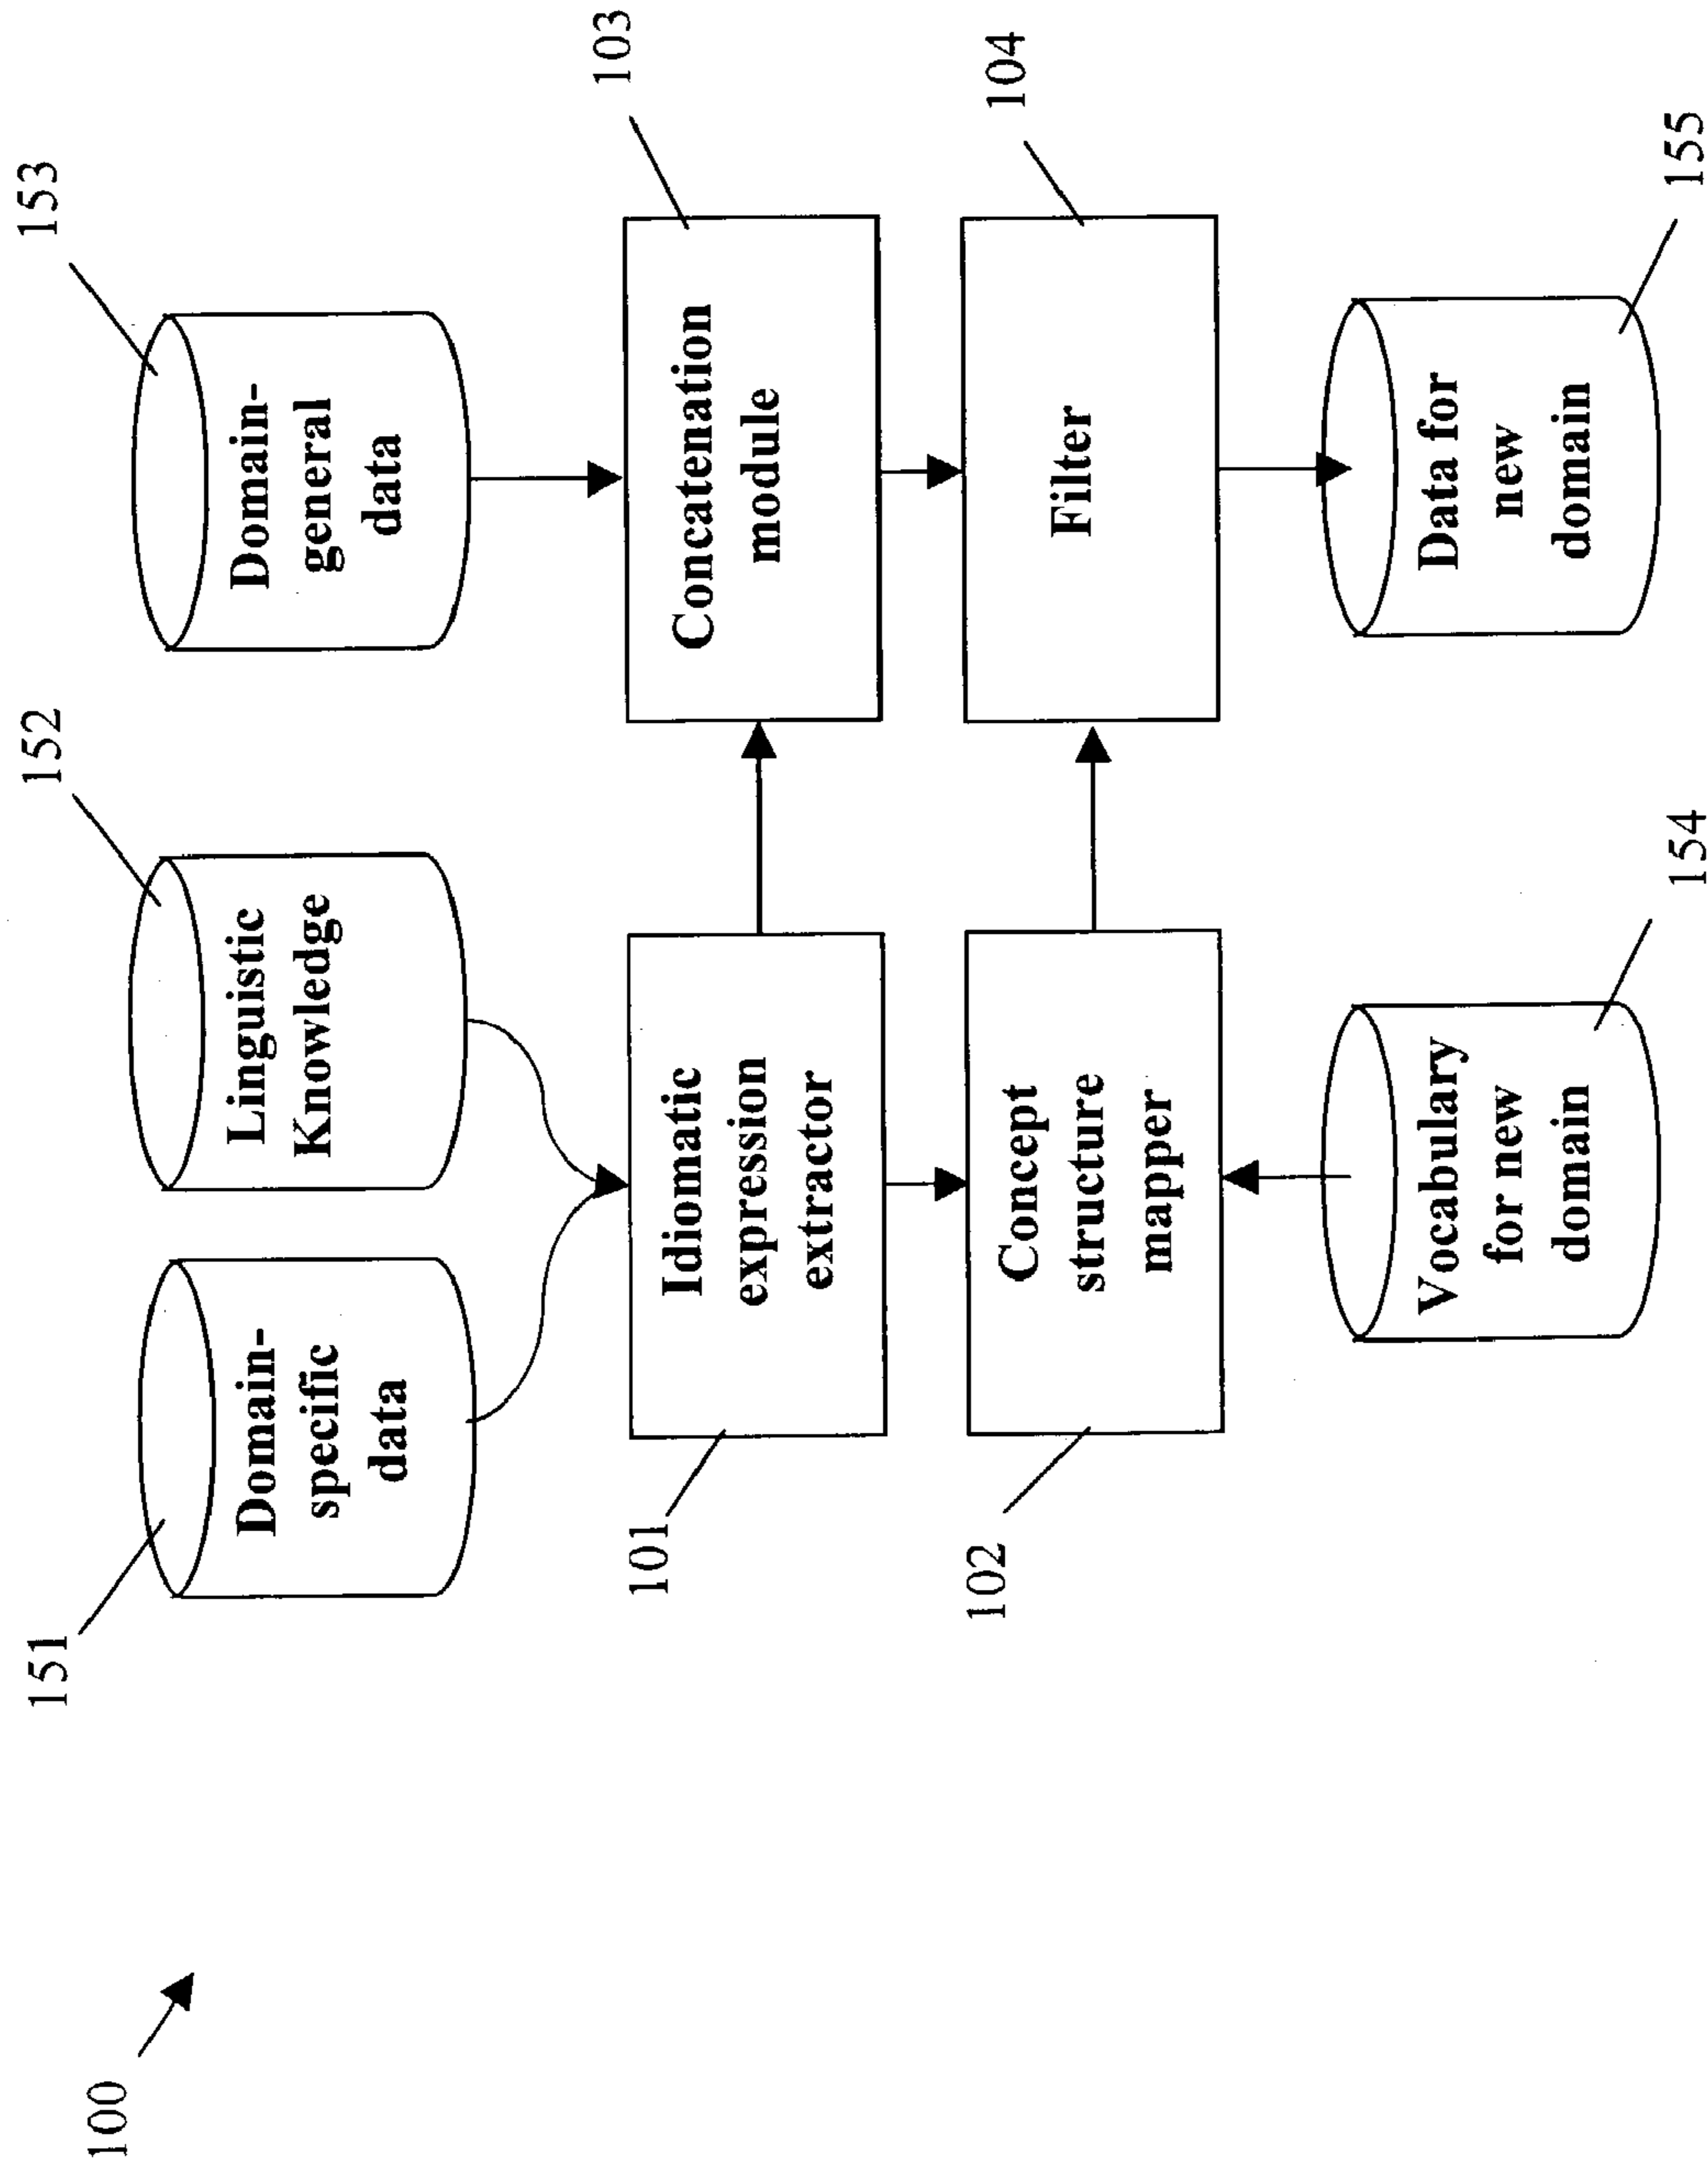 100
151
152
153
Domain-
specific
data
Linguistic
Knowledge
Domain-
general
data
101
Idiomatic
expression
extractor
Concatenation
module
103
102
Concept
structure
mapper
Filter
104
Vocabulary
for new
domain
154
Data for
new
domain
155